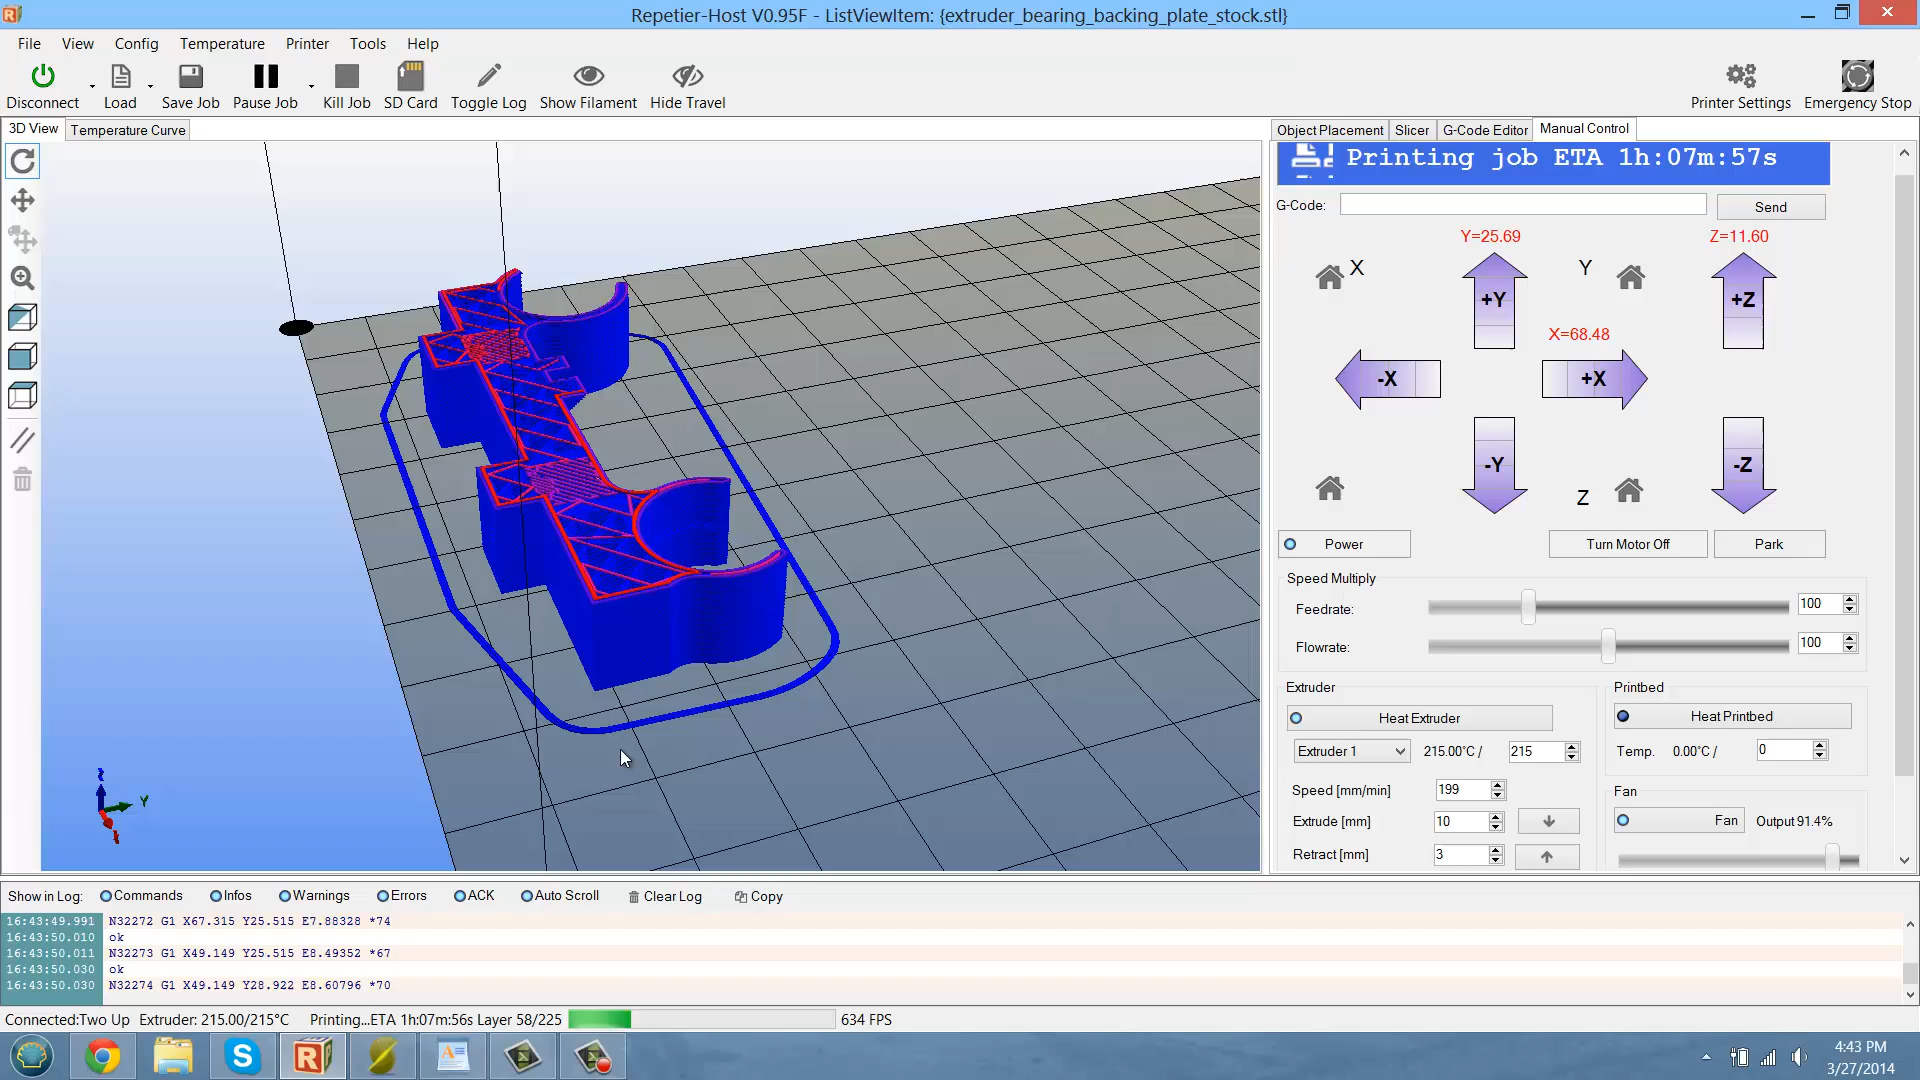 Repetier-Host V0.95F - ListViewItem: {extruder_bearing_backing_plate_stock.stl}
File View Config Temperature Printer Tools Help
Disconnect Load Save Job Pause Job Kill Job SD Card Toggle Log Show Filament Hide Travel Printer Settings Emergency Stop
3D View Temperature Curve Object Placement Slicer G-Code Editor Manual Control
Printing job ETA 1h:07m:57s
G-Code: Send
Y=25.69 Z=11.60
X Y
+Y +Z
X=68.48
-X +X
-Y -Z
Z
Power Turn Motor Off Park
Speed Multiply
Feedrate: 100
Flowrate: 100
Extruder Printbed
Heat Extruder Heat Printbed
Extruder 1 215.00°C / 215 Temp. 0.00°C / 0
Speed [mm/min] 199 Fan
Extrude [mm] 10 Fan Output 91.4%
Retract [mm] 3
Y
Show in Log: Commands Infos Warnings Errors ACK Auto Scroll Clear Log Copy
16:43:49.991 N32272 G1 X67.315 Y25.515 E7.88328 *74
16:43:50.010 ok
16:43:50.011 N32273 G1 X49.149 Y25.515 E8.49352 *67
16:43:50.030 ok
16:43:50.030 N32274 G1 X49.149 Y28.922 E8.60796 *70
Connected:Two Up Extruder: 215.00/215°C Printing...ETA 1h:07m:56s Layer 58/225 634 FPS
4:43 PM
3/27/2014